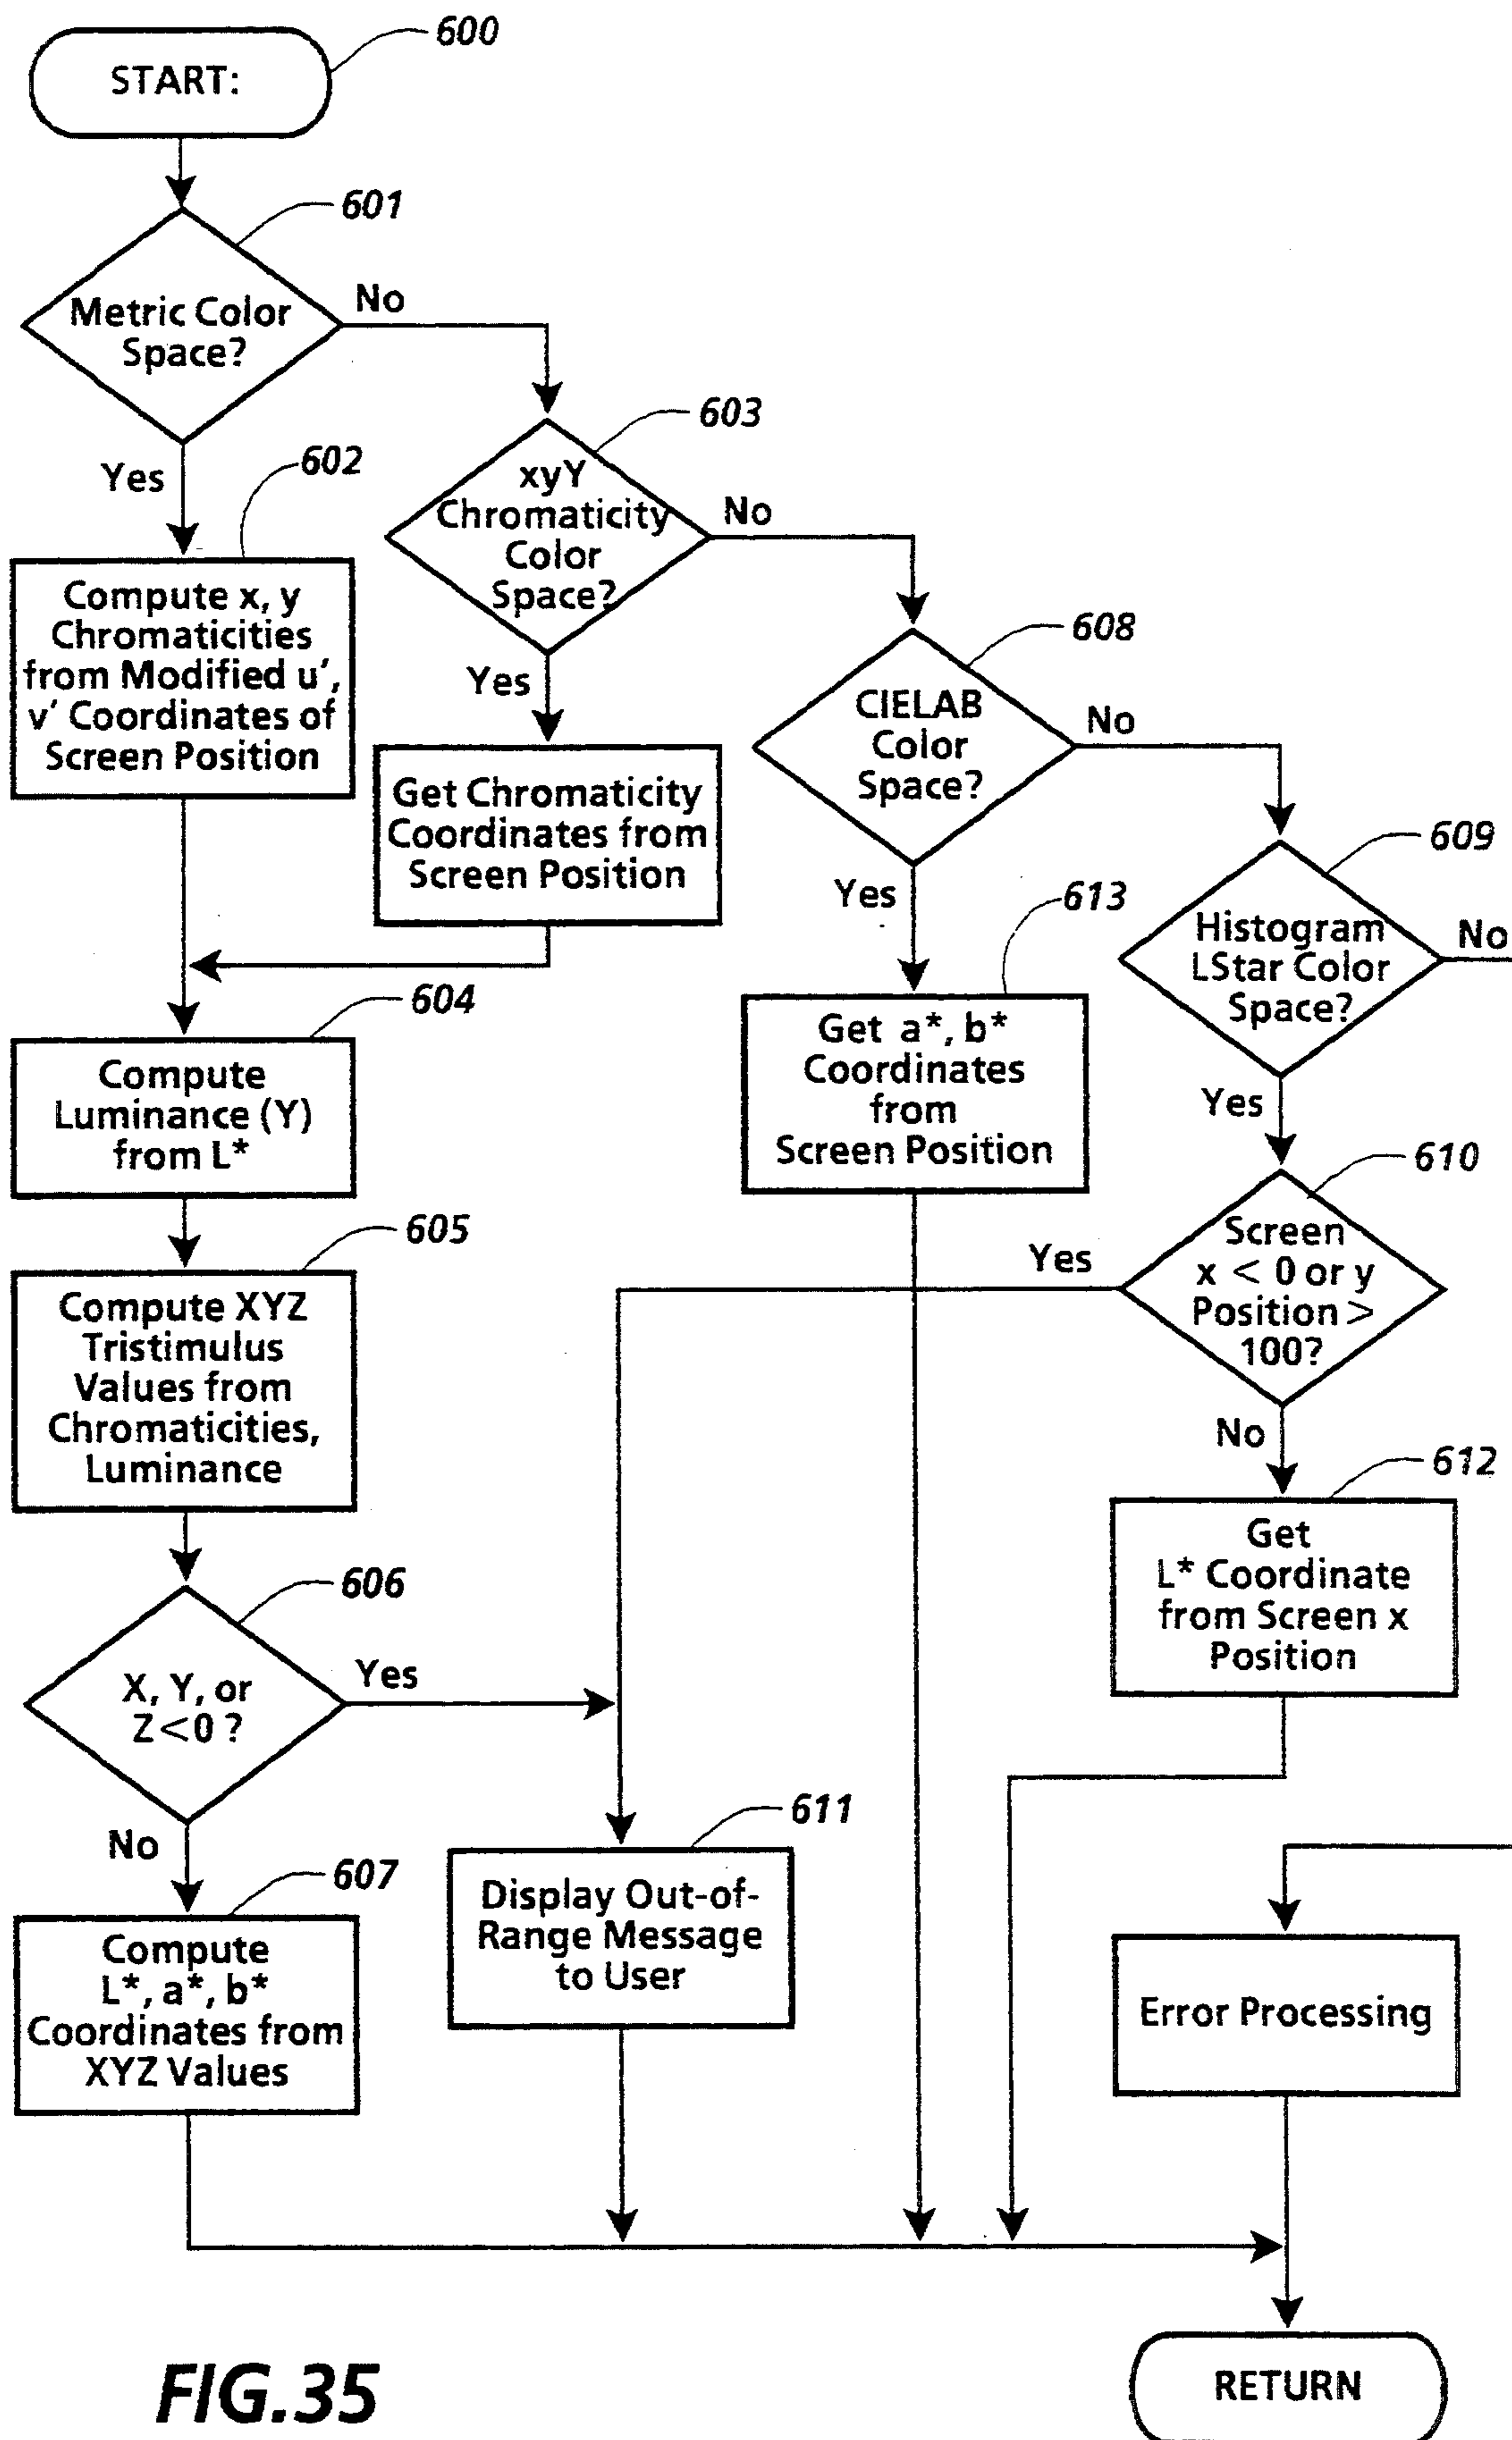 600
START:
601
Metric Color
Space?
No
Yes
602
603
xyY
Chromaticity
Color
Space?
No
Yes
Compute x, y
Chromaticities
from Modified u',
v' Coordinates of
Screen Position
Get Chromaticity
Coordinates from
Screen Position
608
CIELAB
Color
Space?
No
Yes
609
Histogram
LStar Color
Space?
No
Yes
613
Get a*, b*
Coordinates
from
Screen Position
604
Compute
Luminance (Y)
from L*
605
Compute XYZ
Tristimulus
Values from
Chromaticities,
Luminance
610
Screen
x < 0 or y
Position >
100?
Yes
No
612
Get
L* Coordinate
from Screen x
Position
606
X, Y, or
Z<0 ?
Yes
No
607
Compute
L*, a*, b*
Coordinates from
XYZ Values
611
Display Out-of-
Range Message
to User
Error Processing
RETURN
FIG.35